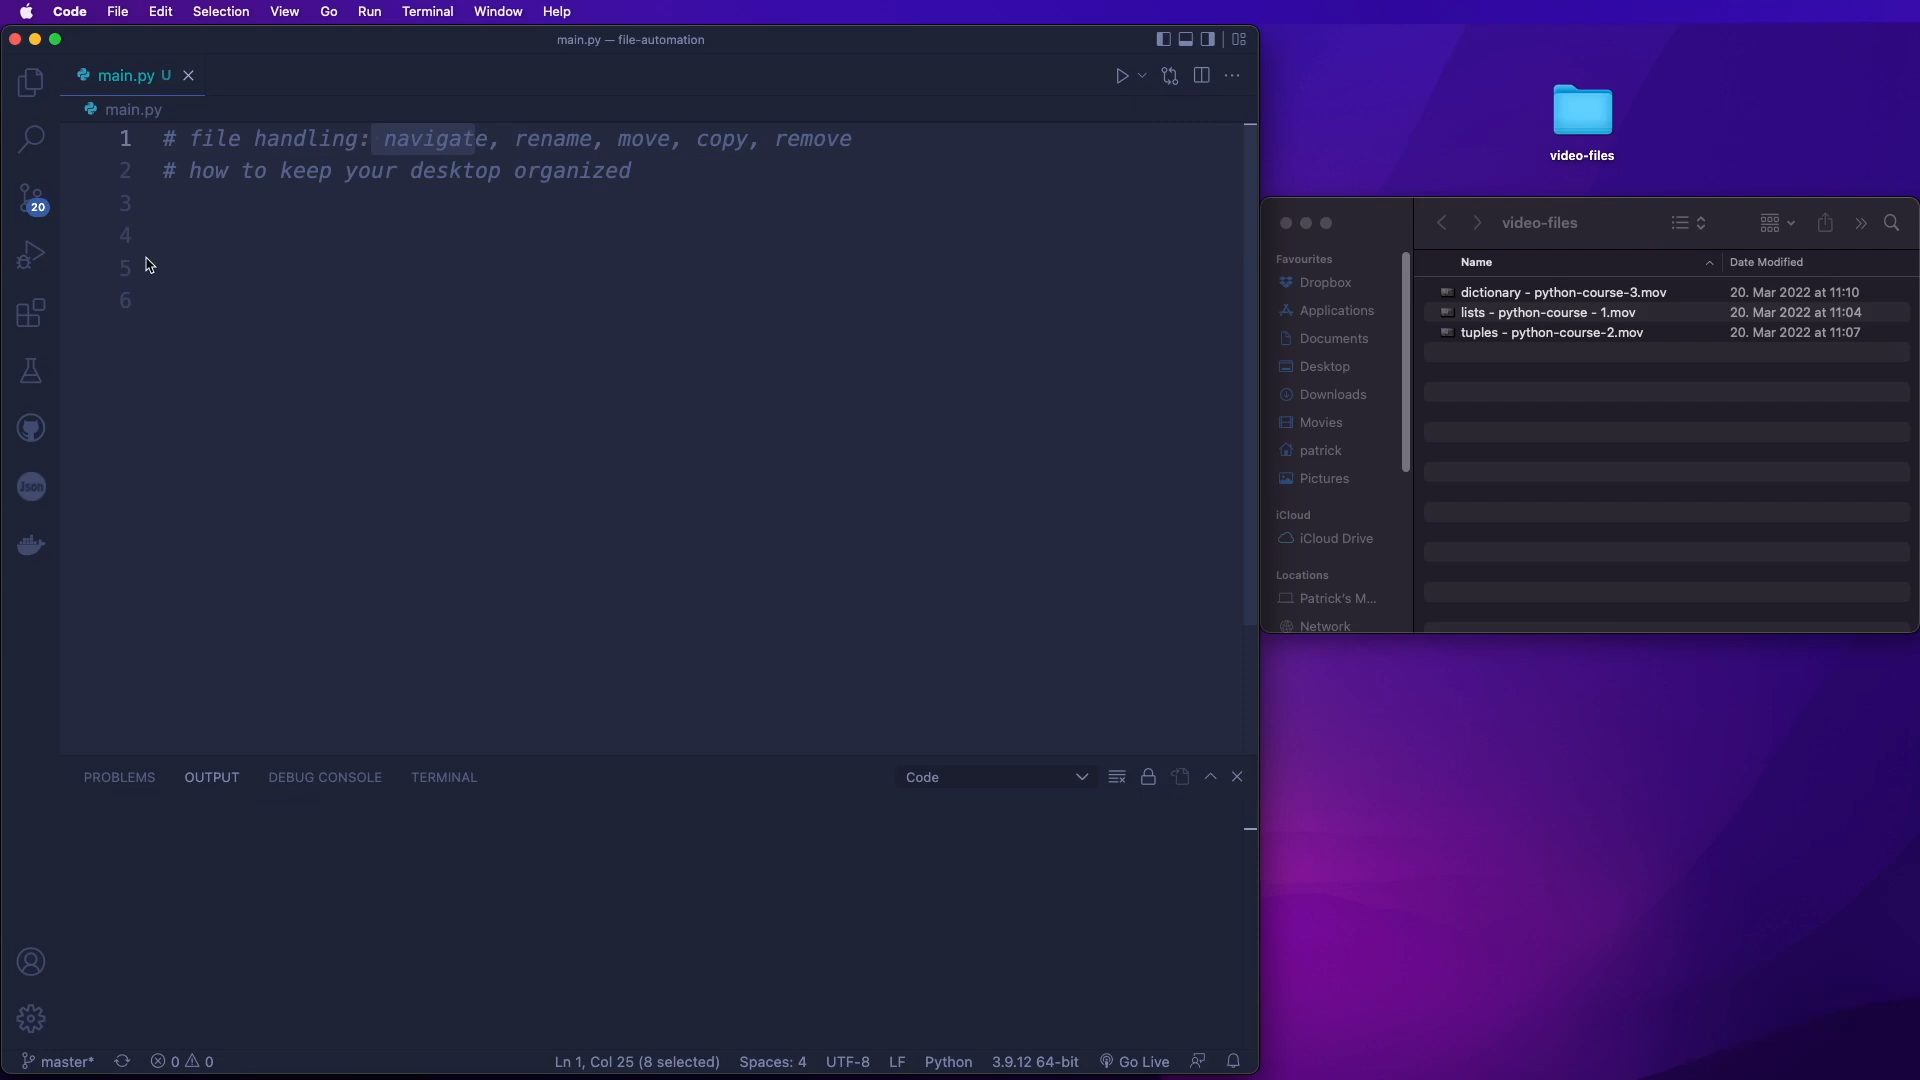 Code File Edit Selection View Go Run Terminal Window Help
main.py — file-automation
main.py U
main.py
1 # file handling: navigate, rename, move, copy, remove
2 # how to keep your desktop organized
3
4
5
6
20
Json
PROBLEMS OUTPUT DEBUG CONSOLE TERMINAL
Code
master* 0 0 Ln 1, Col 25 (8 selected) Spaces: 4 UTF-8 LF Python 3.9.12 64-bit Go Live
video-files
video-files
Favourites
Dropbox
Applications
Documents
Desktop
Downloads
Movies
patrick
Pictures
iCloud
iCloud Drive
Locations
Patrick's M...
Network
Name Date Modified
dictionary - python-course-3.mov 20. Mar 2022 at 11:10
lists - python-course - 1.mov 20. Mar 2022 at 11:04
tuples - python-course-2.mov 20. Mar 2022 at 11:07